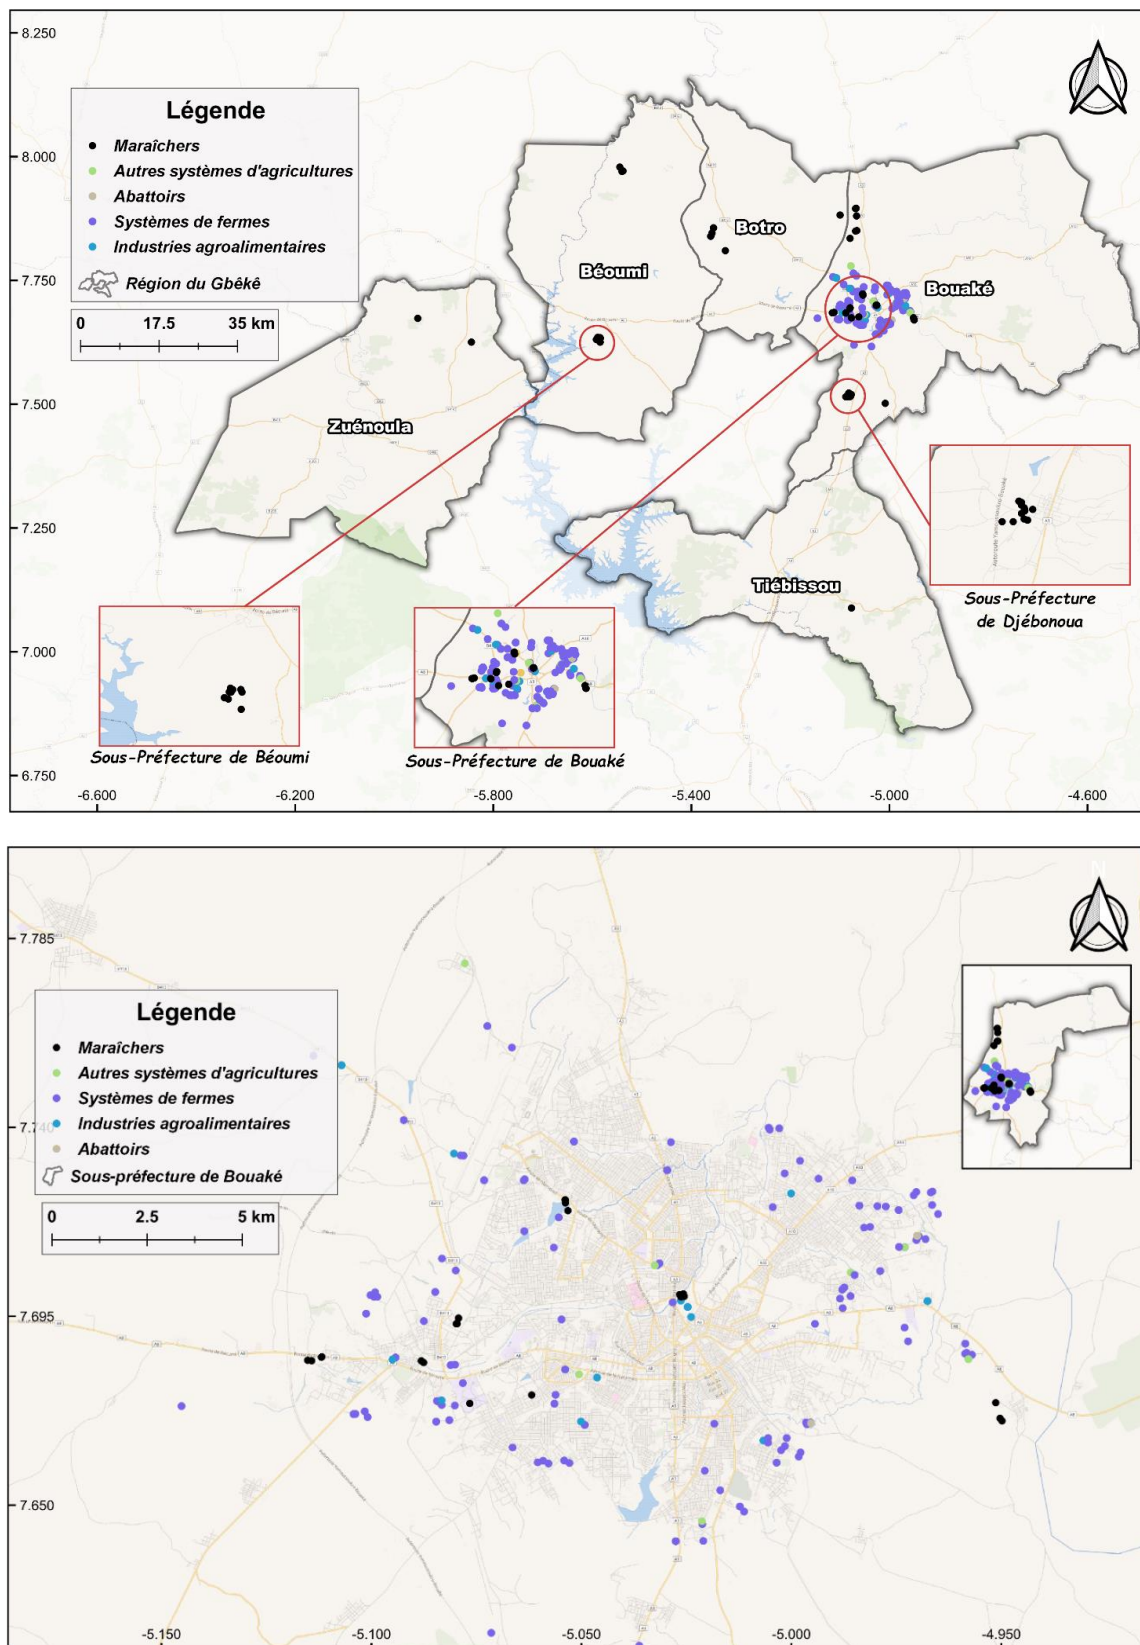 8.250
8.000
7.750
7.500
7.250
7.000
6.750
Légende
Maraîchers
Autres systèmes d'agricultures
Abattoirs
Systèmes de fermes
Industries agroalimentaires
Région du Gbêkê
0 17.5 35 km
Botro
Béoumi
Bouaké
Zuénoula
Tiébissou
Sous-Préfecture
de Djébonoua
Sous-Préfecture de Béoumi
Sous-Préfecture de Bouaké
-6.600 -6.200 -5.800 -5.400 -5.000 -4.600
N
7.785
7.740
7.695
7.650
Légende
Maraîchers
Autres systèmes d'agricultures
Systèmes de fermes
Industries agroalimentaires
Abattoirs
Sous-préfecture de Bouaké
0 2.5 5 km
-5.150 -5.100 -5.050 -5.000 -4.950